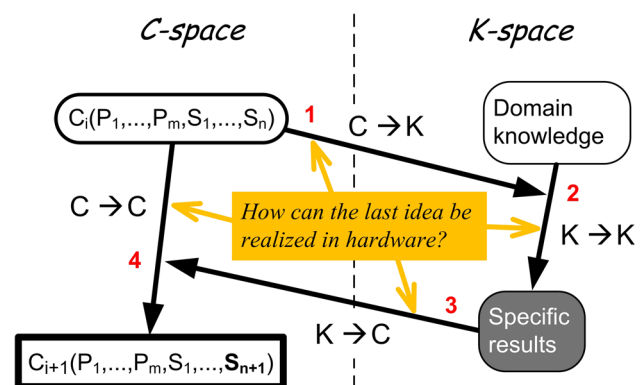 C-space
K-space
Cᵢ(P₁,...,Pₘ,S₁,...,Sₙ)
1
C → K
Domain
knowledge
2
C → C
How can the last idea be
realized in hardware?
K → K
4
3
K → C
Specific
results
Cᵢ₊₁(P₁,...,Pₘ,S₁,...,Sₙ₊₁)